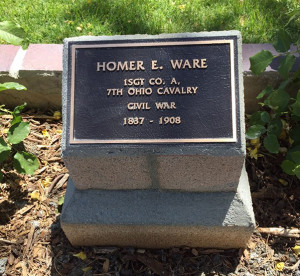 HOMER E. WARE
1SGT CO. A,
7TH OHIO CAVALRY
CIVIL WAR
1837 - 1908